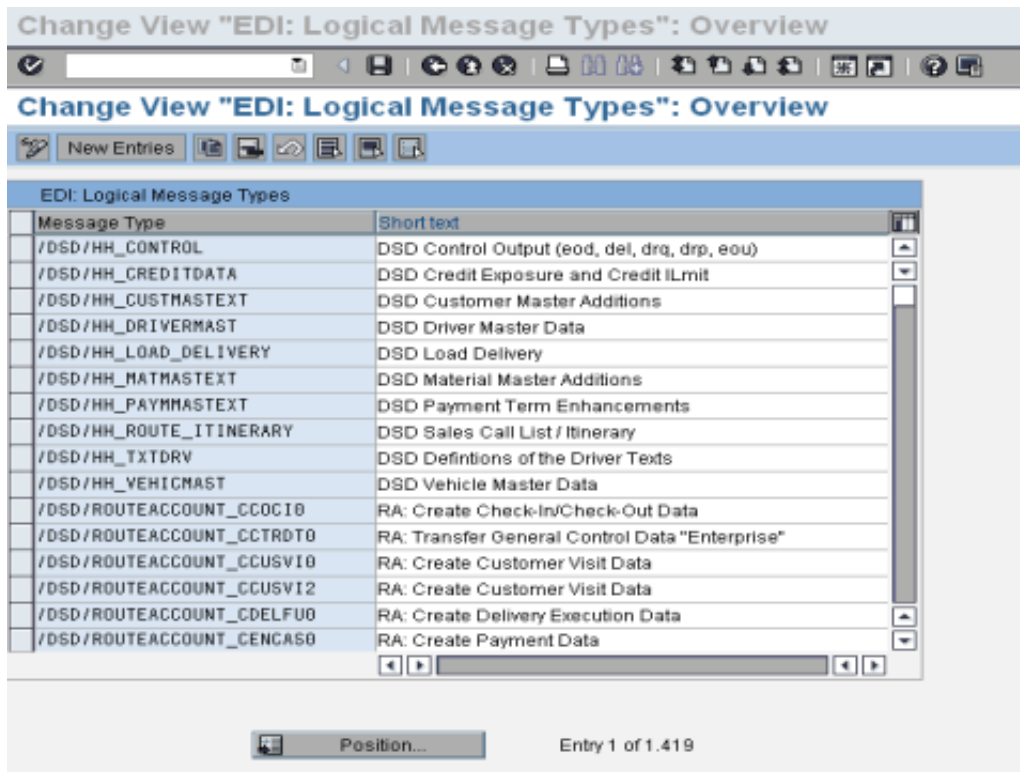 Change View "EDI: Logical Message Types": Overview
Change View "EDI: Logical Message Types": Overview
New Entries
EDI: Logical Message Types
Message Type Short text
/DSD/HH_CONTROL DSD Control Output (eod, del, drq, drp, eou)
/DSD/HH_CREDITDATA DSD Credit Exposure and Credit lLmit
/DSD/HH_CUSTMASTEXT DSD Customer Master Additions
/DSD/HH_DRIVERMAST DSD Driver Master Data
/DSD/HH_LOAD_DELIVERY DSD Load Delivery
/DSD/HH_MATMASTEXT DSD Material Master Additions
/DSD/HH_PAYMMASTEXT DSD Payment Term Enhancements
/DSD/HH_ROUTE_ITINERARY DSD Sales Call List / Itinerary
/DSD/HH_TXTDRV DSD Defintions of the Driver Texts
/DSD/HH_VEHICMAST DSD Vehicle Master Data
/DSD/ROUTEACCOUNT_CCOCI0 RA: Create Check-In/Check-Out Data
/DSD/ROUTEACCOUNT_CCTRDT0 RA: Transfer General Control Data "Enterprise"
/DSD/ROUTEACCOUNT_CCUSVI0 RA: Create Customer Visit Data
/DSD/ROUTEACCOUNT_CCUSVI2 RA: Create Customer Visit Data
/DSD/ROUTEACCOUNT_CDELFU0 RA: Create Delivery Execution Data
/DSD/ROUTEACCOUNT_CENCAS0 RA: Create Payment Data
Position... Entry 1 of 1.419